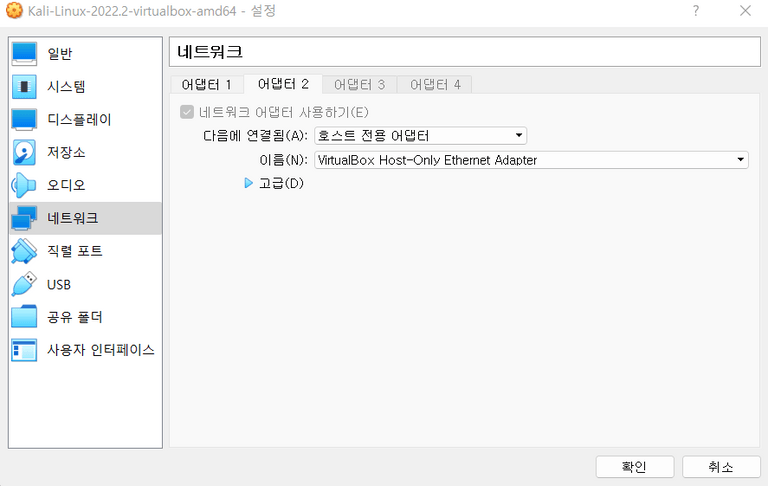 Kali-Linux-2022.2-virtualbox-amd64 - 설정
?
일반
시스템
디스플레이
저장소
오디오
네트워크
직렬 포트
USB
공유 폴더
사용자 인터페이스
네트워크
어댑터 1 어댑터 2 어댑터 3 어댑터 4
네트워크 어댑터 사용하기(E)
다음에 연결됨(A): 호스트 전용 어댑터
이름(N): VirtualBox Host-Only Ethernet Adapter
고급(D)
확인 취소